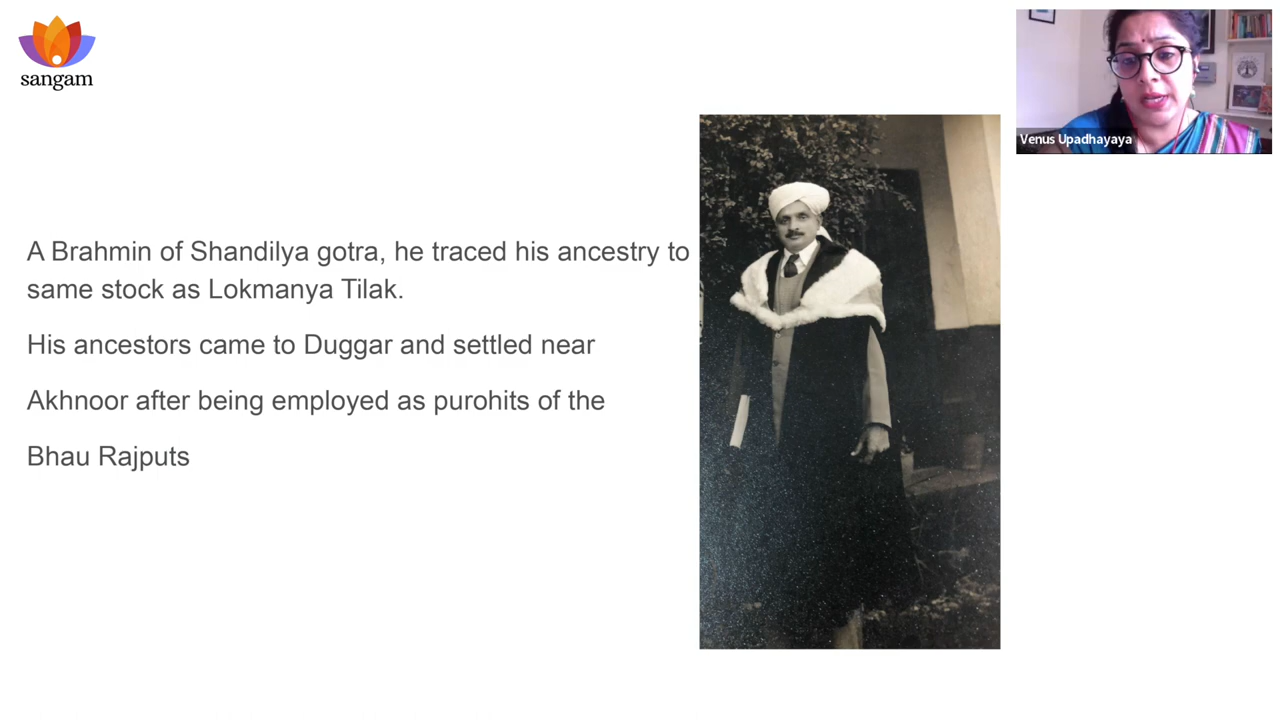 sangam
Venus Upadhayaya
A Brahmin of Shandilya gotra, he traced his ancestry to
same stock as Lokmanya Tilak.
His ancestors came to Duggar and settled near
Akhnoor after being employed as purohits of the
Bhau Rajputs